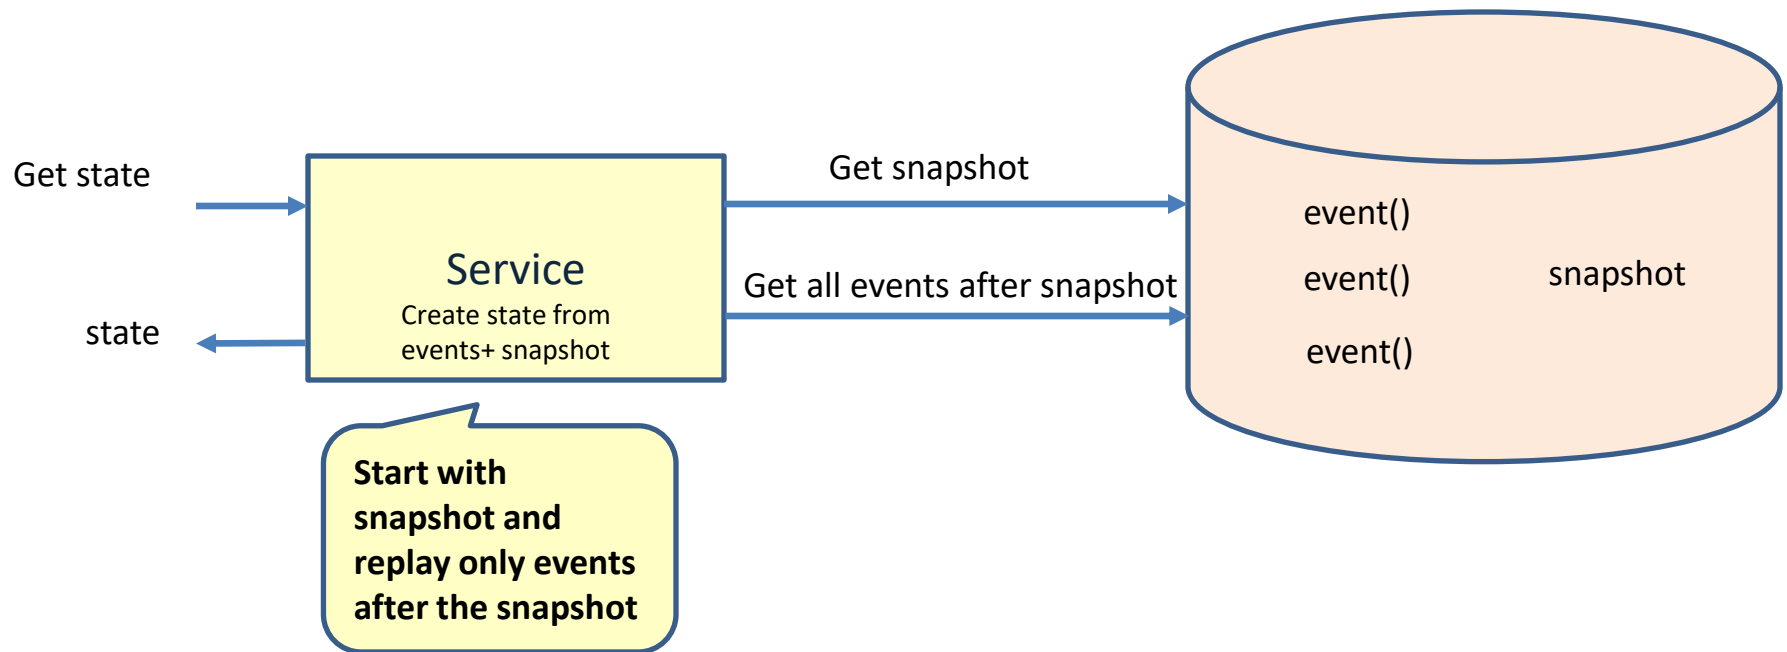 Get state
Get snapshot
event()
Service
Get all events after snapshot
event()
snapshot
Create state from
events+ snapshot
state
event()
Start with
snapshot and
replay only events
after the snapshot